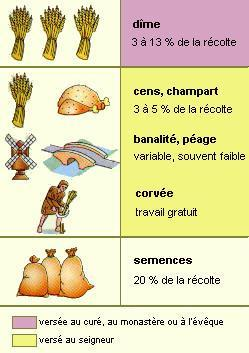 dîme
3 à 13 % de la récolte
cens, champart
3 à 5 % de la récolte
banalité, péage
variable, souvent faible
corvée
travail gratuit
semences
20 % de la récolte
versée au curé, au monastère ou à l'évêque
versé au seigneur